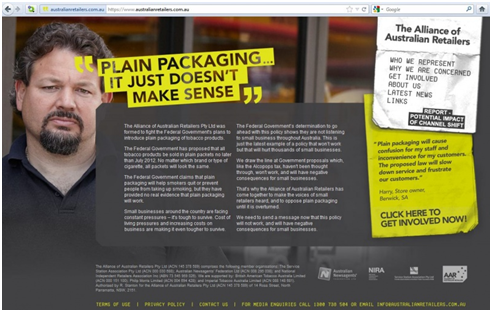 australianretailers.com.au
https://www.australianretailers.com.au
Google
"PLAIN PACKAGING...
IT JUST DOESN'T
MAKE SENSE"
The Alliance of Australian Retailers Pty Ltd was
formed to fight the Federal Government's plans to
introduce plain packaging of tobacco products.
The Federal Government has proposed that all
tobacco products be sold in plain packets no later
than July 2012. No matter which brand or type of
cigarette, all packets will look the same.
The Federal Government claims that plain
packaging will help smokers quit or prevent
people from taking up smoking, but they have
provided no real evidence that plain packaging
will work.
Small businesses around the country are facing
constant pressures – it's tough to survive. Cost of
living pressures and increasing costs on
business are making it even tougher to survive.
The Federal Government's determination to go
ahead with this policy shows they are not listening
to small business throughout Australia. This is
just the latest example of a policy that won't work
but that will hurt thousands of small businesses.
We draw the line at Government proposals which,
like the Alcopops tax, haven't been thought
through, won't work, and will have negative
consequences for small businesses.
That's why the Alliance of Australian Retailers has
come together to make the voices of small
retailers heard, and to oppose plain packaging
until it is overturned.
We need to send a message now that this policy
will not work, and will have negative
consequences for small businesses.
The Alliance of
Australian Retailers
WHO WE REPRESENT
WHY WE ARE CONCERNED
GET INVOLVED
ABOUT US
LATEST NEWS
LINKS
REPORT -
POTENTIAL IMPACT
OF CHANNEL SHIFT
"Plain packaging will cause
confusion for my staff and
inconvenience for my customers.
The proposed law will slow
down service and frustrate
our customers."
Harry, Store owner,
Berwick, SA
CLICK HERE TO
GET INVOLVED NOW!
NIRA
AAR
TERMS OF USE | PRIVACY POLICY | CONTACT US | FOR MEDIA ENQUIRIES CALL 1300 738 504 OR EMAIL INFO@AUSTRALIANRETAILERS.COM.AU